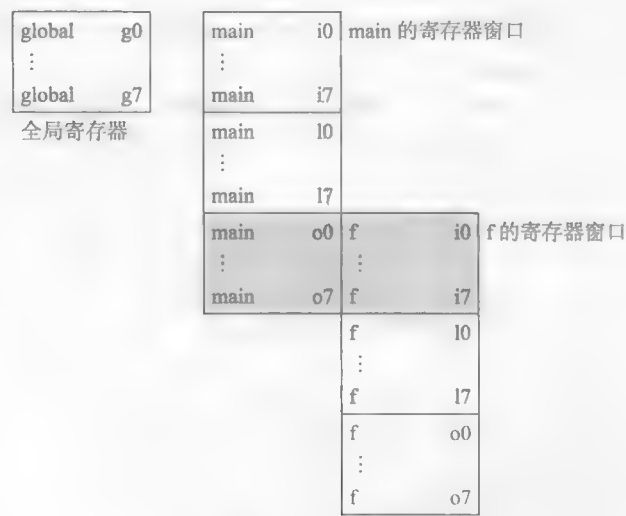 global g0
⋮
global g7
全局寄存器
main i0
⋮
main i7
main l0
⋮
main l7
main o0
⋮
main o7
main 的寄存器窗口
f i0
⋮
f i7
f l0
⋮
f l7
f o0
⋮
f o7
f 的寄存器窗口